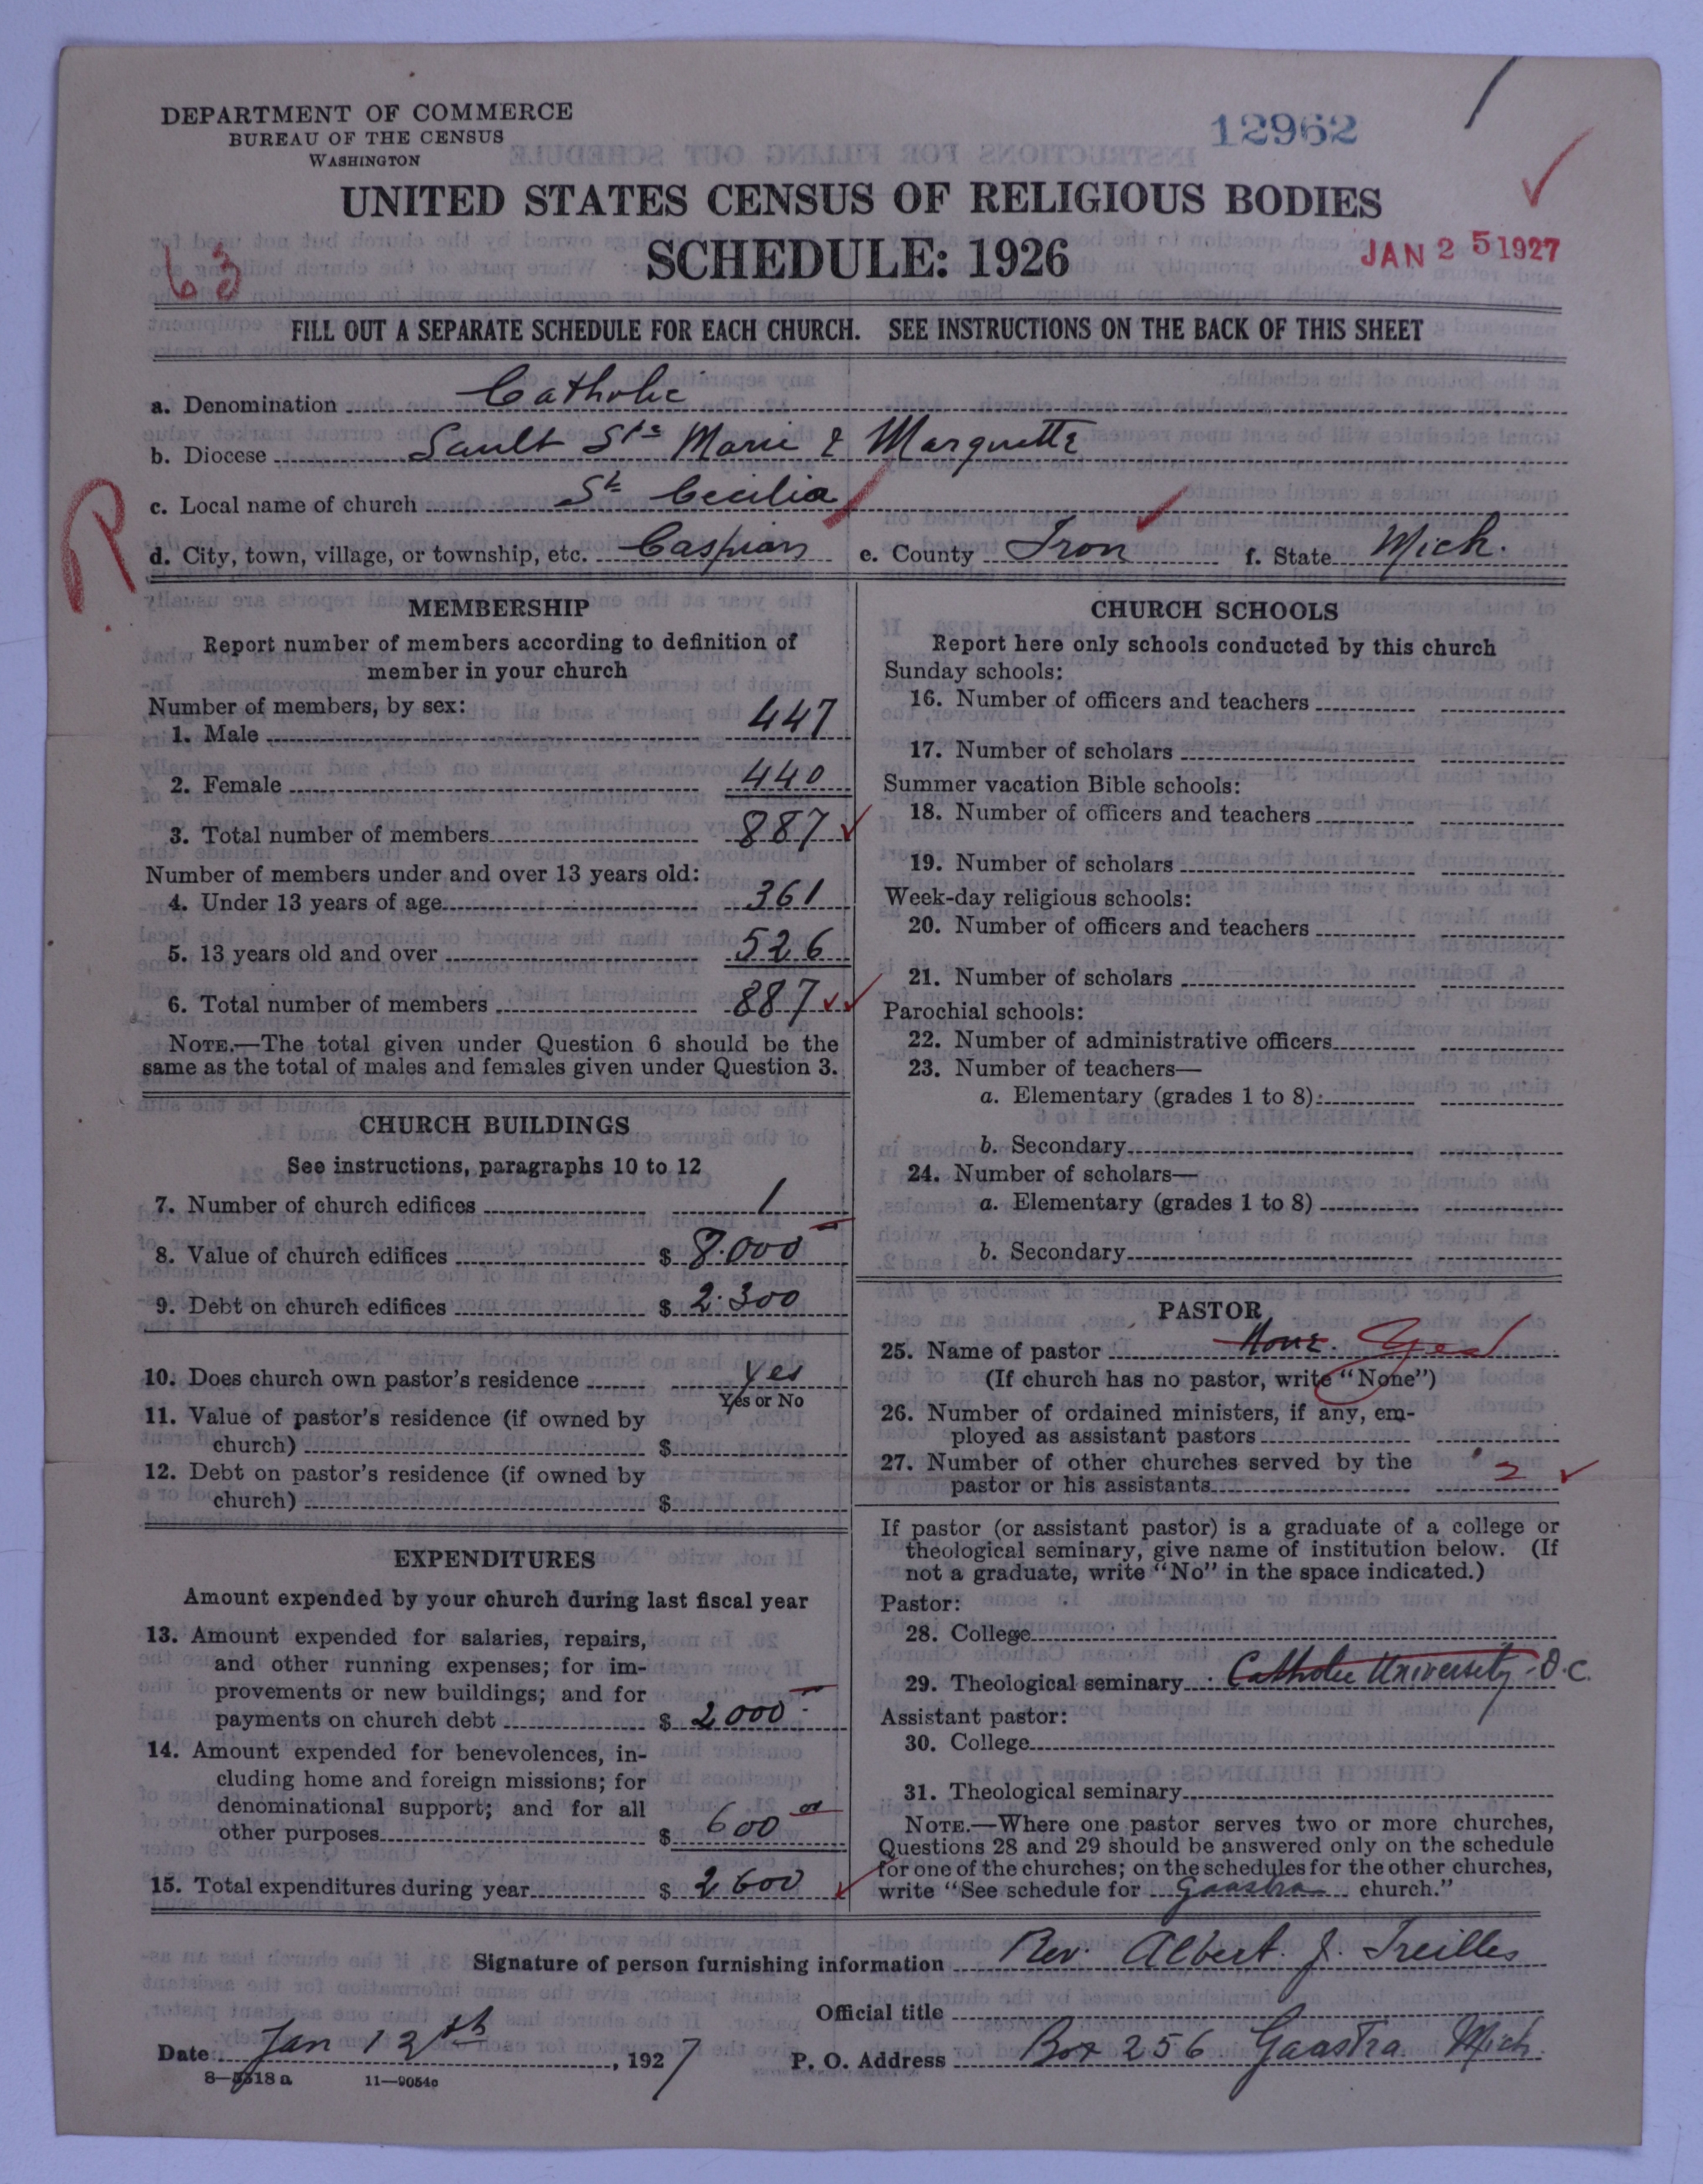 DEPARTMENT OF COMMERCE
BUREAU OF THE CENSUS
WASHINGTON
12962
UNITED STATES CENSUS OF RELIGIOUS BODIES
SCHEDULE: 1926
63
JAN 25 1927
FILL OUT A SEPARATE SCHEDULE FOR EACH CHURCH. SEE INSTRUCTIONS ON THE BACK OF THIS SHEET
a. Denomination Catholic
b. Diocese Sault Ste Marie & Marquette
c. Local name of church St Cecilia
R
d. City, town, village, or township, etc. Caspian e. County Iron f. State Mich.
MEMBERSHIP
Report number of members according to definition of
member in your church
Number of members, by sex:
1. Male 447
2. Female 440
3. Total number of members 887
Number of members under and over 13 years old:
4. Under 13 years of age 361
5. 13 years old and over 526
6. Total number of members 887
NOTE.—The total given under Question 6 should be the
same as the total of males and females given under Question 3.
CHURCH BUILDINGS
See instructions, paragraphs 10 to 12
7. Number of church edifices 1
8. Value of church edifices $ 8.000
9. Debt on church edifices $ 2.300
10. Does church own pastor's residence Yes
Yes or No
11. Value of pastor's residence (if owned by
church) $
12. Debt on pastor's residence (if owned by
church) $
EXPENDITURES
Amount expended by your church during last fiscal year
13. Amount expended for salaries, repairs,
and other running expenses; for im-
provements or new buildings; and for
payments on church debt $ 2000
14. Amount expended for benevolences, in-
cluding home and foreign missions; for
denominational support; and for all
other purposes $ 600 00
15. Total expenditures during year $ 2600
CHURCH SCHOOLS
Report here only schools conducted by this church
Sunday schools:
16. Number of officers and teachers
17. Number of scholars
Summer vacation Bible schools:
18. Number of officers and teachers
19. Number of scholars
Week-day religious schools:
20. Number of officers and teachers
21. Number of scholars
Parochial schools:
22. Number of administrative officers
23. Number of teachers—
a. Elementary (grades 1 to 8)
b. Secondary
24. Number of scholars—
a. Elementary (grades 1 to 8)
b. Secondary
PASTOR
25. Name of pastor None. Yes
(If church has no pastor, write "None")
26. Number of ordained ministers, if any, em-
ployed as assistant pastors
27. Number of other churches served by the
pastor or his assistants 2
If pastor (or assistant pastor) is a graduate of a college or
theological seminary, give name of institution below. (If
not a graduate, write "No" in the space indicated.)
Pastor:
28. College
29. Theological seminary Catholic University, D.C.
Assistant pastor:
30. College
31. Theological seminary
NOTE.—Where one pastor serves two or more churches,
Questions 28 and 29 should be answered only on the schedule
for one of the churches; on the schedules for the other churches,
write "See schedule for Gaastra church."
Signature of person furnishing information Rev. Albert. J. Treilles
Official title
Date Jan 12th, 1927 P. O. Address Box 256 Gaastra Mich.
8—5518 a 11—9054c